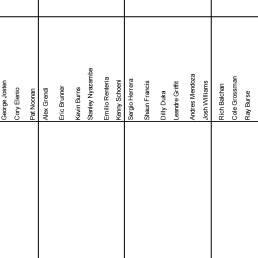 George Josten
Cory Elenio
Pat Noonan
Alex Grendi
Eric Brunner
Kevin Burns
Stanley Nyazamba
Emilio Renteria
Kenny Schoeni
Sergio Herrera
Shaun Francis
Dilly Duka
Leandre Griffit
Andres Mendoza
Josh Williams
Rich Balchan
Cole Grossman
Ray Burse